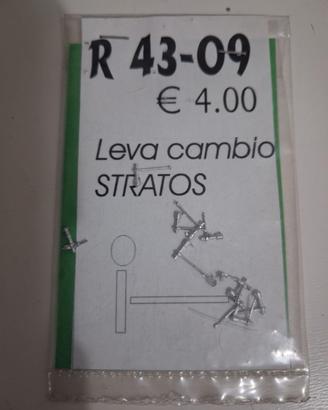 R 43-09
€ 4.00
Leva cambio
STRATOS